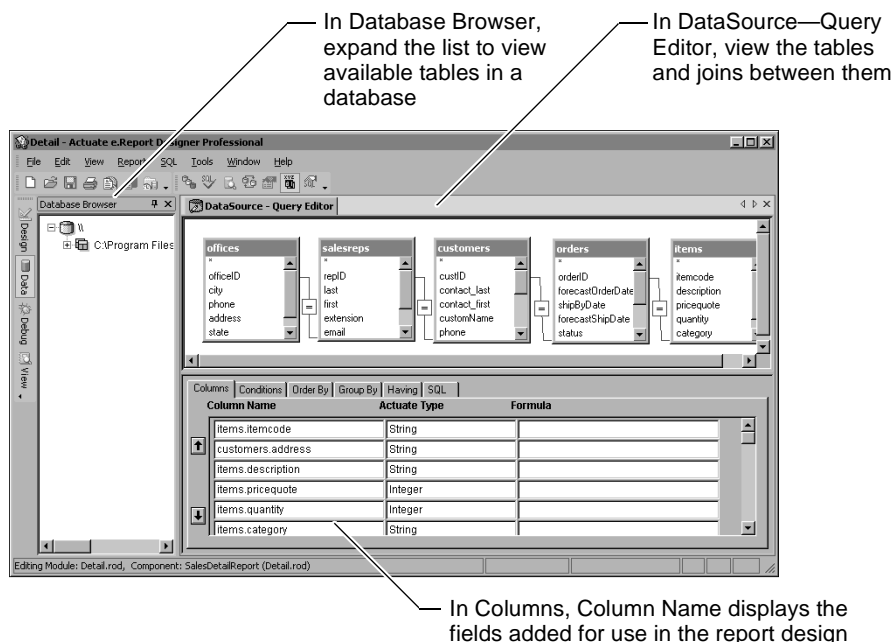 In Database Browser,
expand the list to view
available tables in a
database
In DataSource—Query
Editor, view the tables
and joins between them
Detail - Actuate e.Report Designer Professional
File Edit View Report SQL Tools Window Help
Database Browser
DataSource - Query Editor
Design
Data
Debug
View
\\
C:\Program Files
offices
*
officeID
city
phone
address
state
=
salesreps
*
repID
last
first
extension
email
=
customers
*
custID
contact_last
contact_first
customName
phone
=
orders
*
orderID
forecastOrderDate
shipByDate
forecastShipDate
status
=
items
*
itemcode
description
pricequote
quantity
category
Columns Conditions Order By Group By Having SQL
Column Name Actuate Type Formula
items.itemcode String
customers.address String
items.description String
items.pricequote Integer
items.quantity Integer
items.category String
Editing Module: Detail.rod, Component: SalesDetailReport (Detail.rod)
In Columns, Column Name displays the
fields added for use in the report design